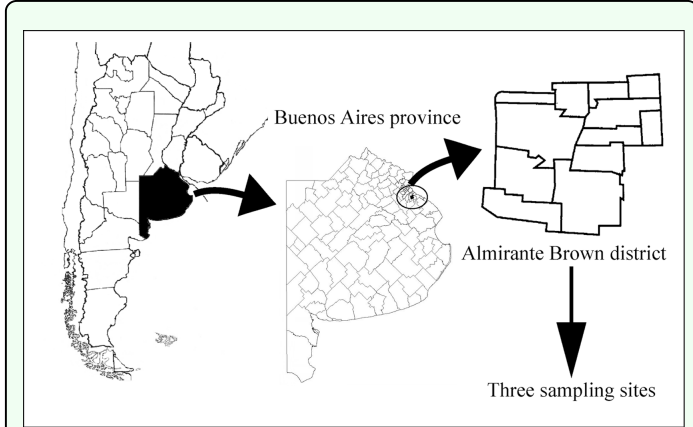 Buenos Aires province
Almirante Brown district
Three sampling sites